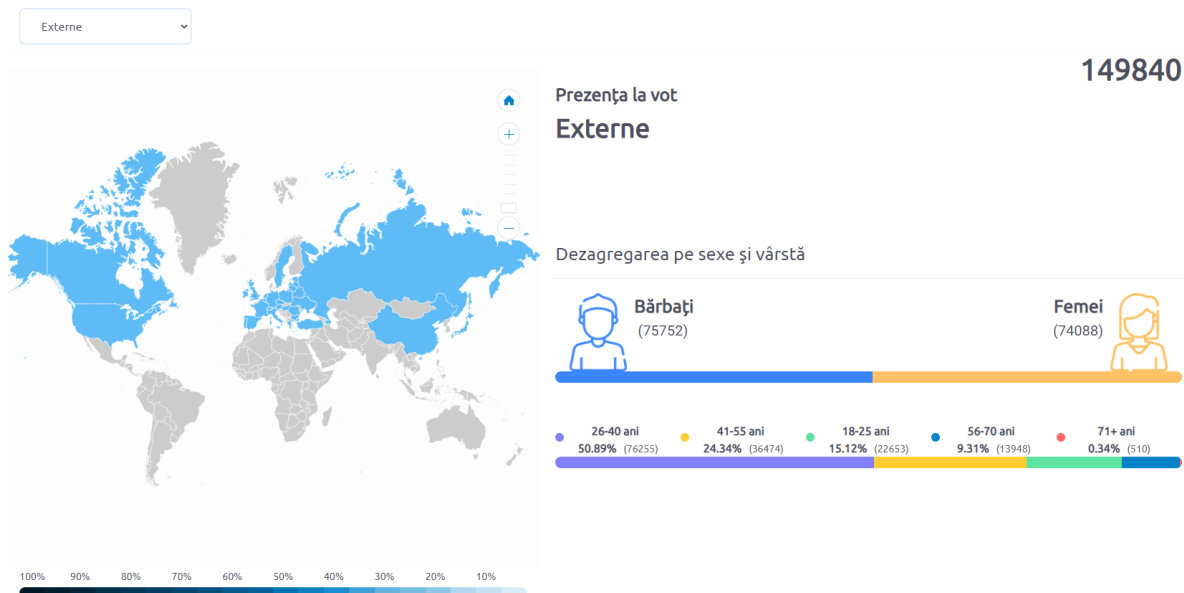 Externe
149840
Prezența la vot
Externe
Dezagregarea pe sexe şi vârstă
Bărbați
(75752)
Femei
(74088)
26-40 ani
50.89% (76255)
41-55 ani
24.34% (36474)
18-25 ani
15.12% (22653)
56-70 ani
9.31% (13948)
71+ ani
0.34% (510)
100% 90% 80% 70% 60% 50% 40% 30% 20% 10%